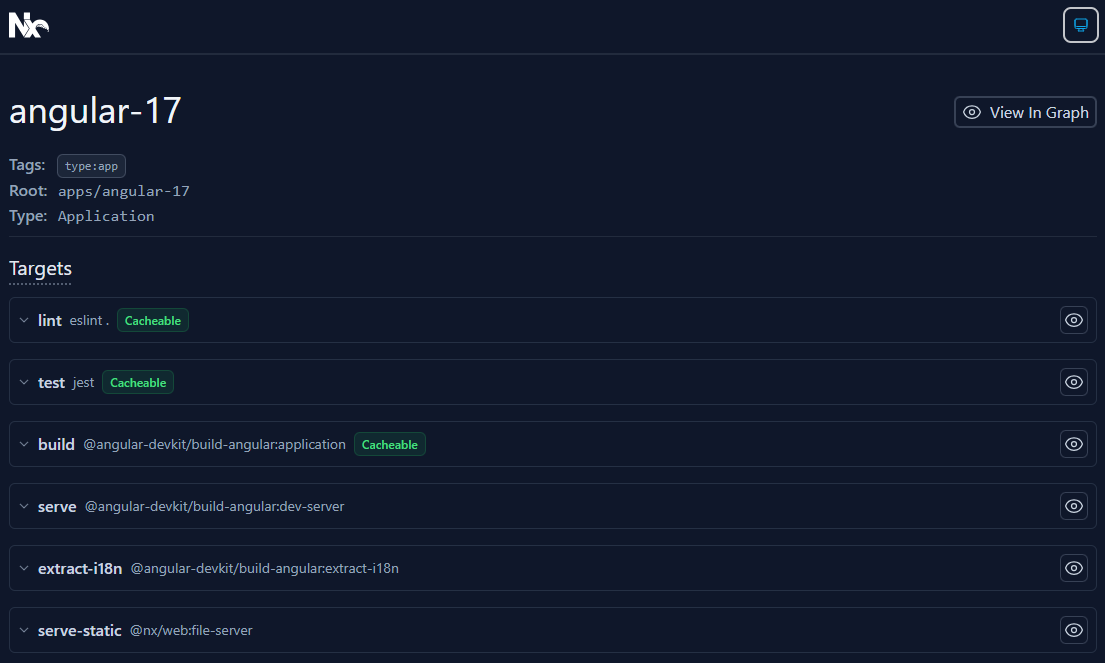 Nx
angular-17
View In Graph
Tags: type:app
Root: apps/angular-17
Type: Application
Targets
lint eslint . Cacheable
test jest Cacheable
build @angular-devkit/build-angular:application Cacheable
serve @angular-devkit/build-angular:dev-server
extract-i18n @angular-devkit/build-angular:extract-i18n
serve-static @nx/web:file-server